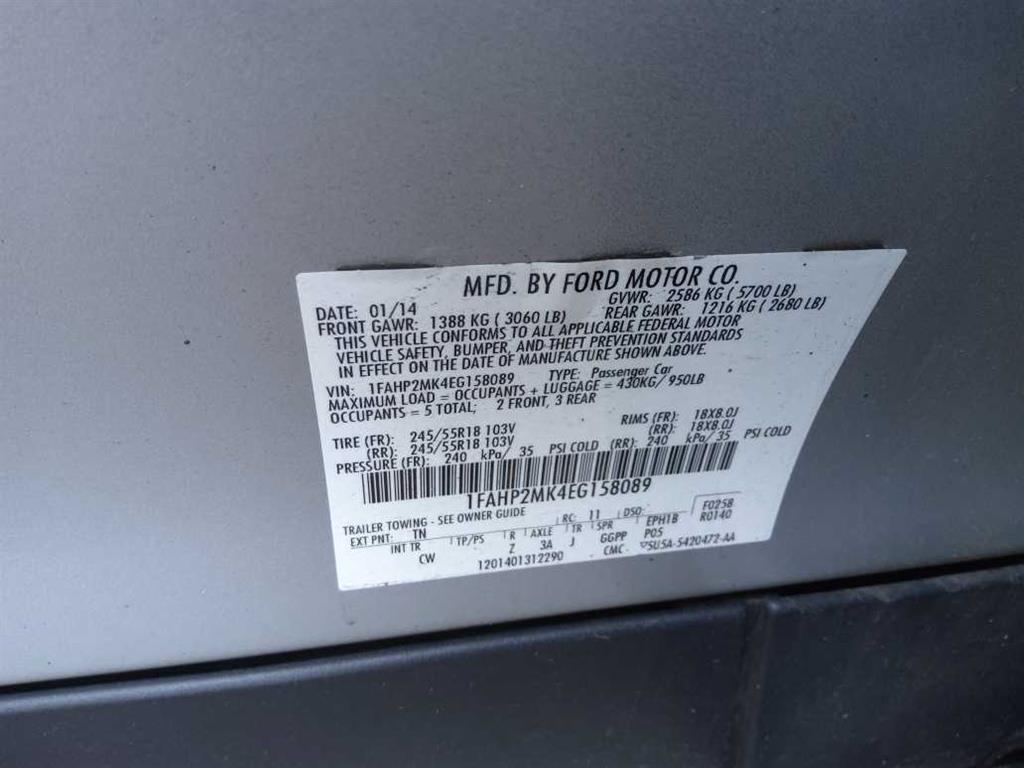 MFD. BY FORD MOTOR CO.
DATE: 01/14 GVWR: 2586 KG ( 5700 LB)
FRONT GAWR: 1388 KG ( 3060 LB) REAR GAWR: 1216 KG ( 2680 LB)
THIS VEHICLE CONFORMS TO ALL APPLICABLE FEDERAL MOTOR
VEHICLE SAFETY, BUMPER, AND THEFT PREVENTION STANDARDS
IN EFFECT ON THE DATE OF MANUFACTURE SHOWN ABOVE.
VIN: 1FAHP2MK4EG158089 TYPE: Passenger Car
MAXIMUM LOAD = OCCUPANTS + LUGGAGE = 430KG/ 950LB
OCCUPANTS = 5 TOTAL; 2 FRONT, 3 REAR
TIRE (FR): 245/55R18 103V RIMS (FR): 18X8.0J
(RR): 245/55R18 103V (RR): 18X8.0J
PRESSURE (FR): 240 kPa/ 35 PSI COLD (RR): 240 kPa/ 35 PSI COLD
1FAHP2MK4EG158089
TRAILER TOWING - SEE OWNER GUIDE RC: 11 DSO: F0258
EXT PNT: TN R0140
INT TR TP/PS R AXLE TR SPR EPH1B
CW Z 3A J GGPP P05
1201401312290 CMC- 5U5A-5420472-AA